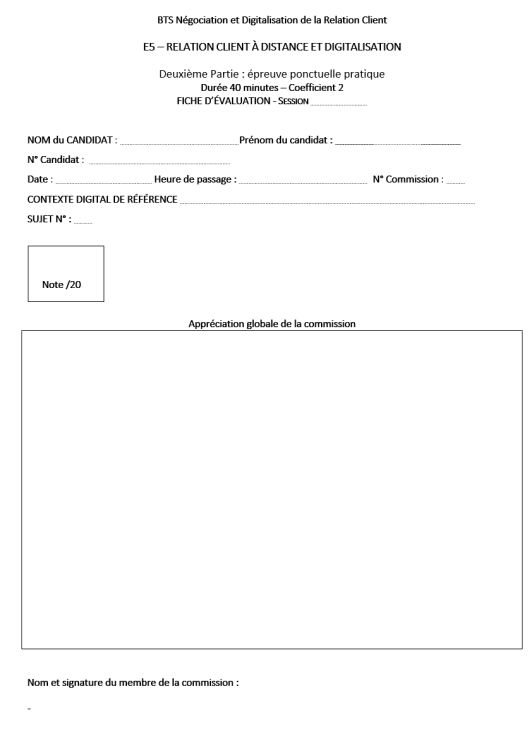 BTS Négociation et Digitalisation de la Relation Client
E5 – RELATION CLIENT À DISTANCE ET DIGITALISATION
Deuxième Partie : épreuve ponctuelle pratique
Durée 40 minutes – Coefficient 2
FICHE D'ÉVALUATION - SESSION
NOM du CANDIDAT : Prénom du candidat :
N° Candidat :
Date : Heure de passage : N° Commission :
CONTEXTE DIGITAL DE RÉFÉRENCE
SUJET N° :
Note /20
Appréciation globale de la commission
Nom et signature du membre de la commission :
-